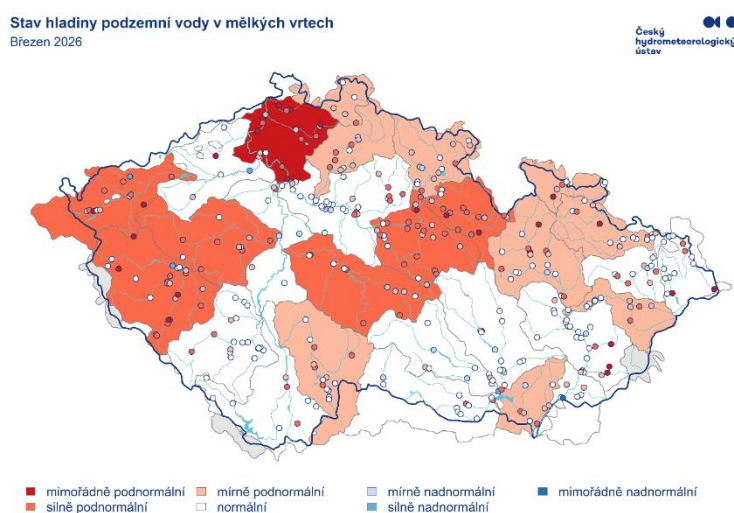 Stav hladiny podzemní vody v mělkých vrtech
Březen 2026
Český
hydrometeorologický
ústav
mimořádně podnormální
mírně podnormální
mírně nadnormální
mimořádně nadnormální
silně podnormální
normální
silně nadnormální